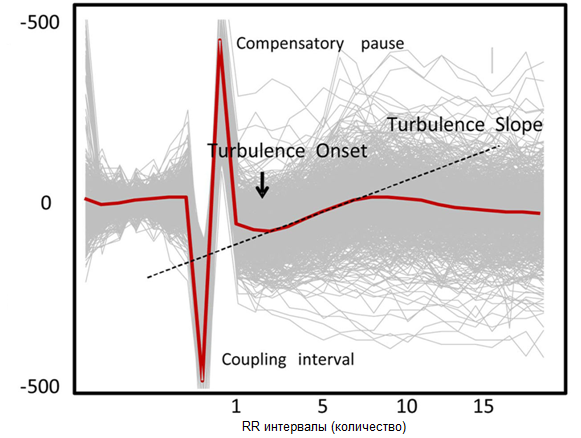 -500
Compensatory pause
Turbulence Slope
Turbulence Onset
0
Coupling interval
-500
1 5 10 15
RR интервалы (количество)